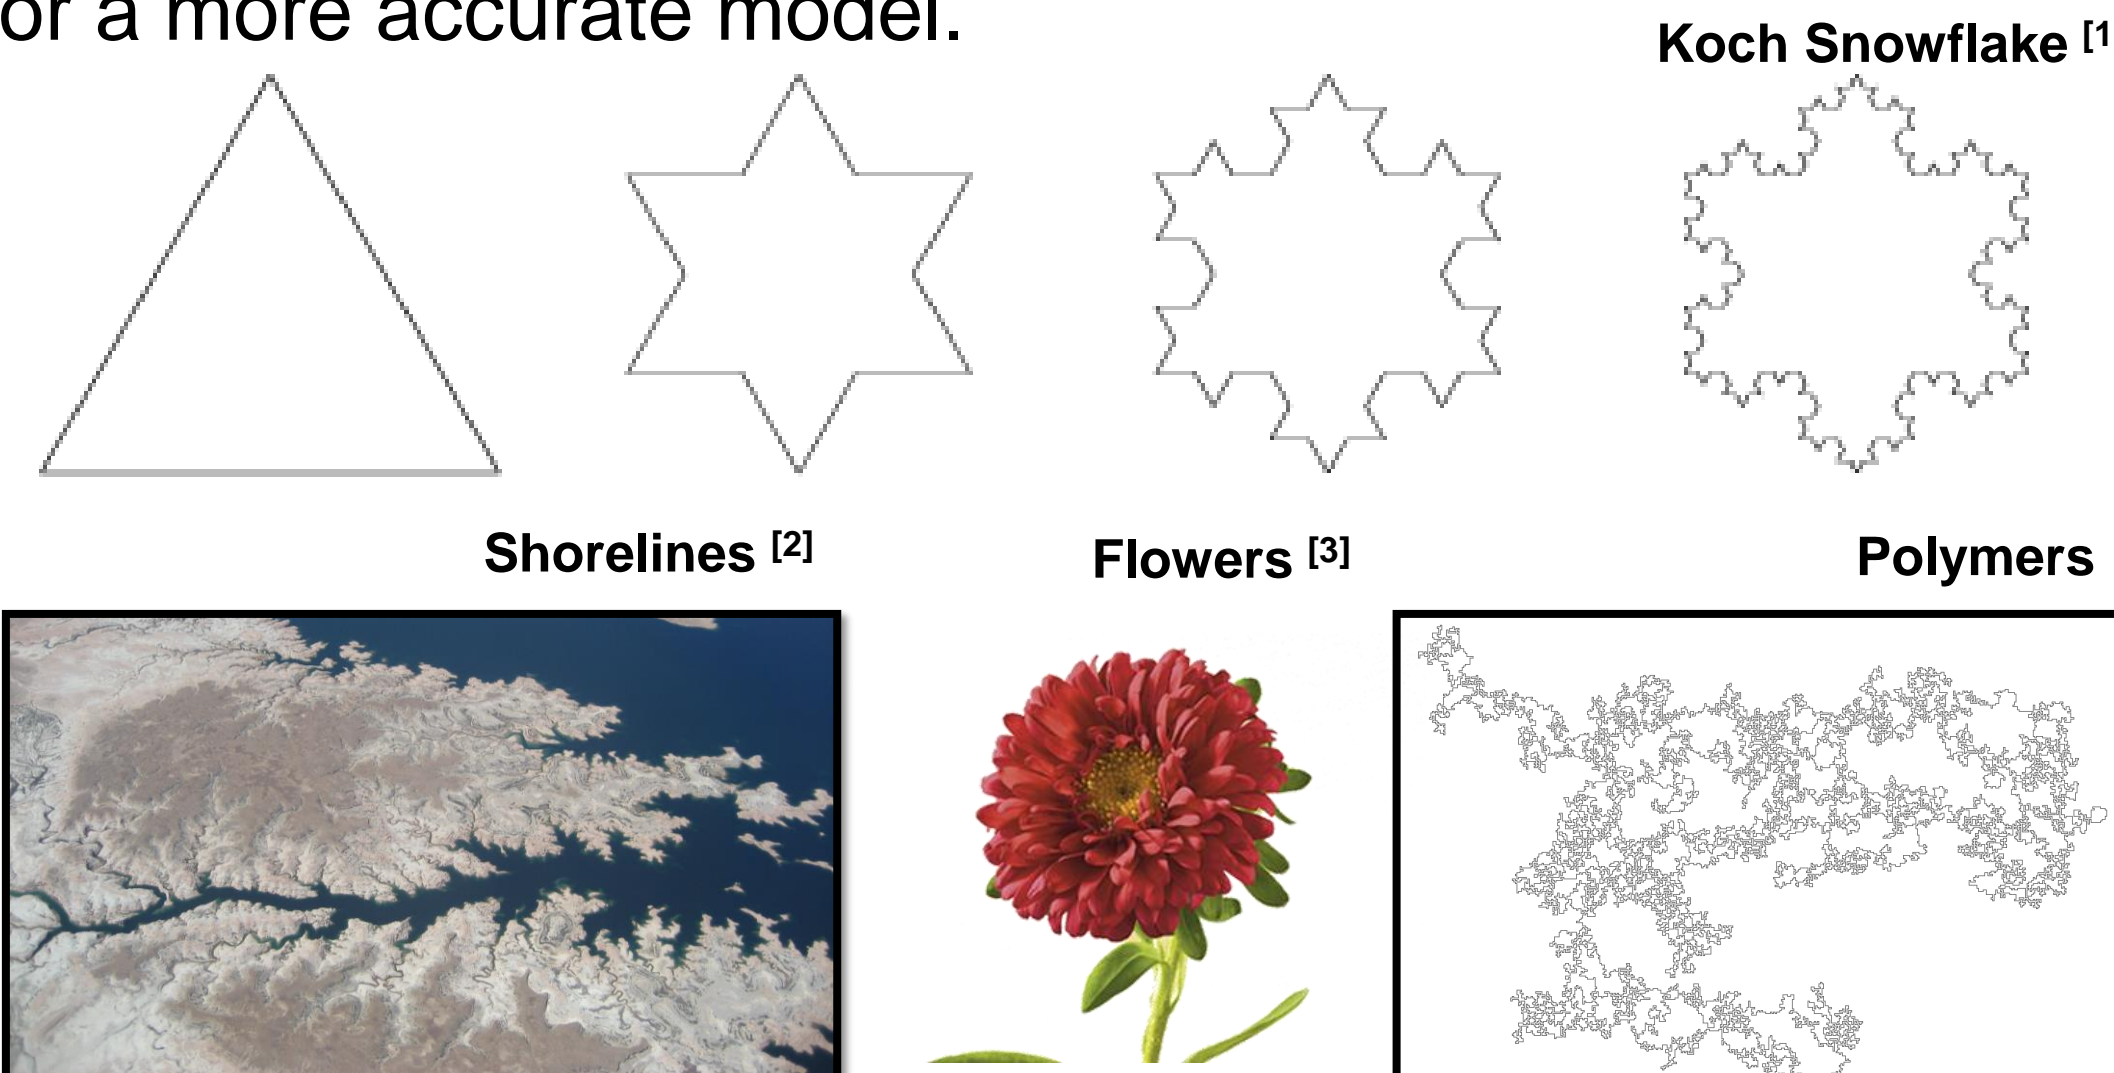 or a more accurate model.
Koch Snowflake [1
Shorelines [2]
Flowers [3]
Polymers